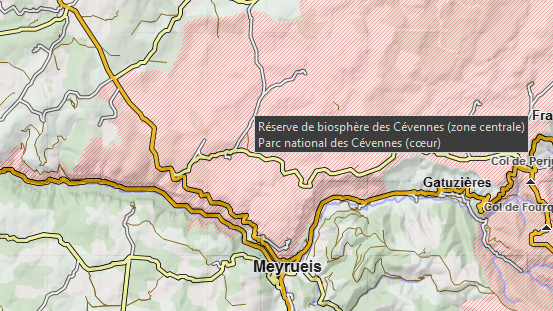 Fra
Réserve de biosphère des Cévennes (zone centrale)
Parc national des Cévennes (cœur)
Col de Perj
Gatuzières
Col de Fourq
Meyrueis